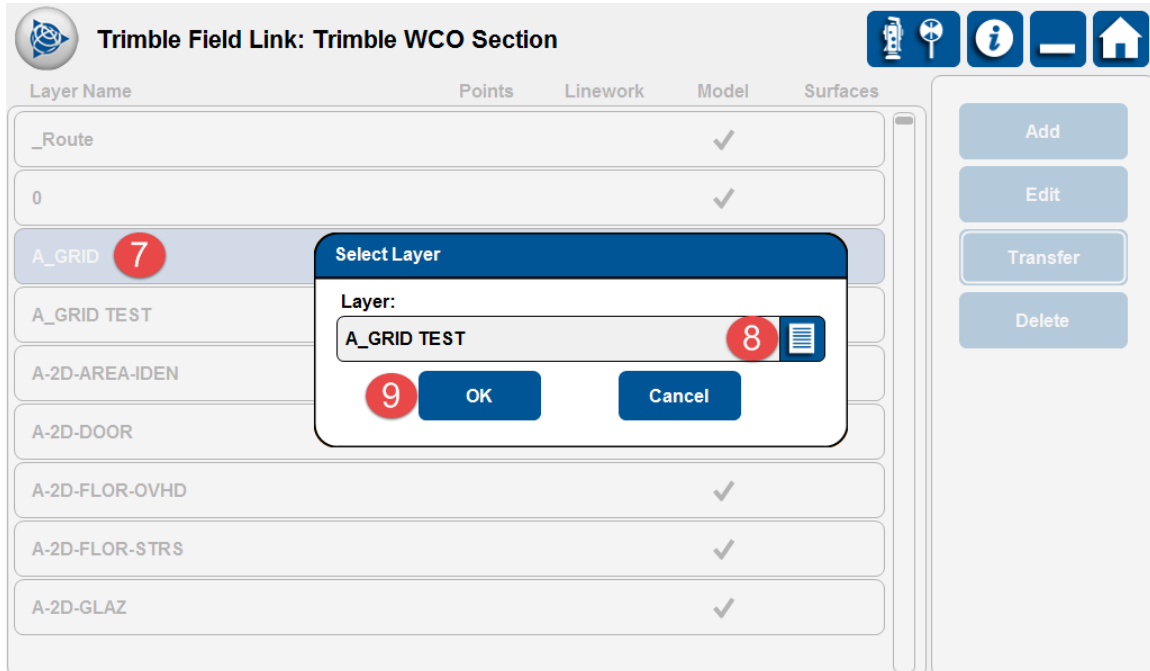 Trimble Field Link: Trimble WCO Section
Layer Name Points Linework Model Surfaces
_Route
0
A_GRID 7
A_GRID TEST
A-2D-AREA-IDEN
A-2D-DOOR
A-2D-FLOR-OVHD
A-2D-FLOR-STRS
A-2D-GLAZ
Select Layer
Layer:
A_GRID TEST 8
9 OK Cancel
Add
Edit
Transfer
Delete